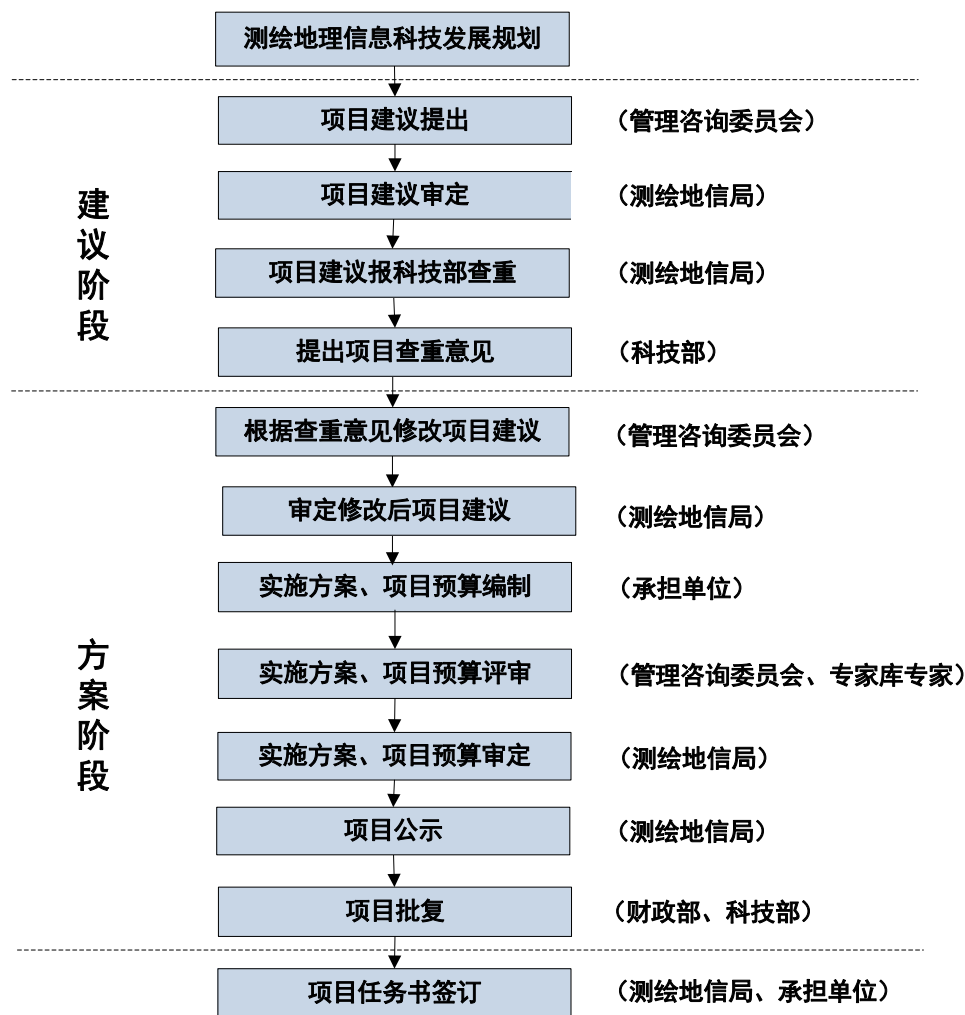 测绘地理信息科技发展规划
建议阶段
项目建议提出
（管理咨询委员会）
项目建议审定
（测绘地信局）
项目建议报科技部查重
（测绘地信局）
提出项目查重意见
（科技部）
方案阶段
根据查重意见修改项目建议
（管理咨询委员会）
审定修改后项目建议
（测绘地信局）
实施方案、项目预算编制
（承担单位）
实施方案、项目预算评审
（管理咨询委员会、专家库专家）
实施方案、项目预算审定
（测绘地信局）
项目公示
（测绘地信局）
项目批复
（财政部、科技部）
项目任务书签订
（测绘地信局、承担单位）